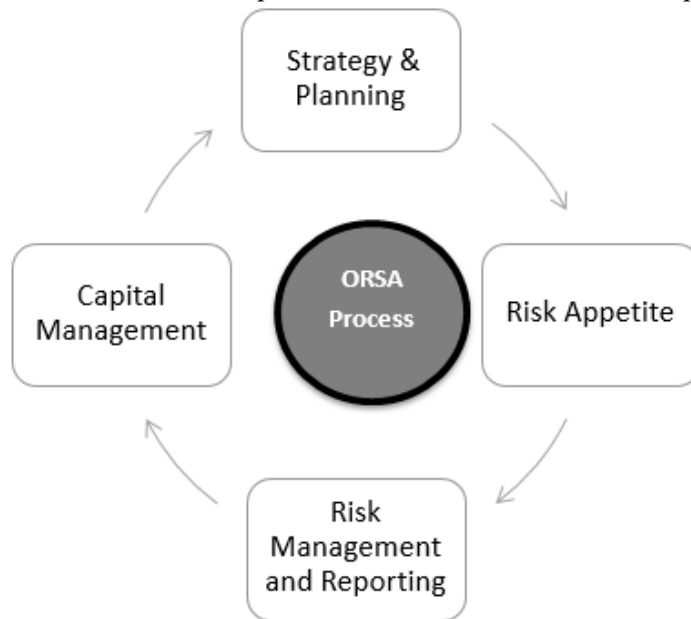 Strategy &
Planning
ORSA
Process
Capital
Management
Risk Appetite
Risk
Management
and Reporting